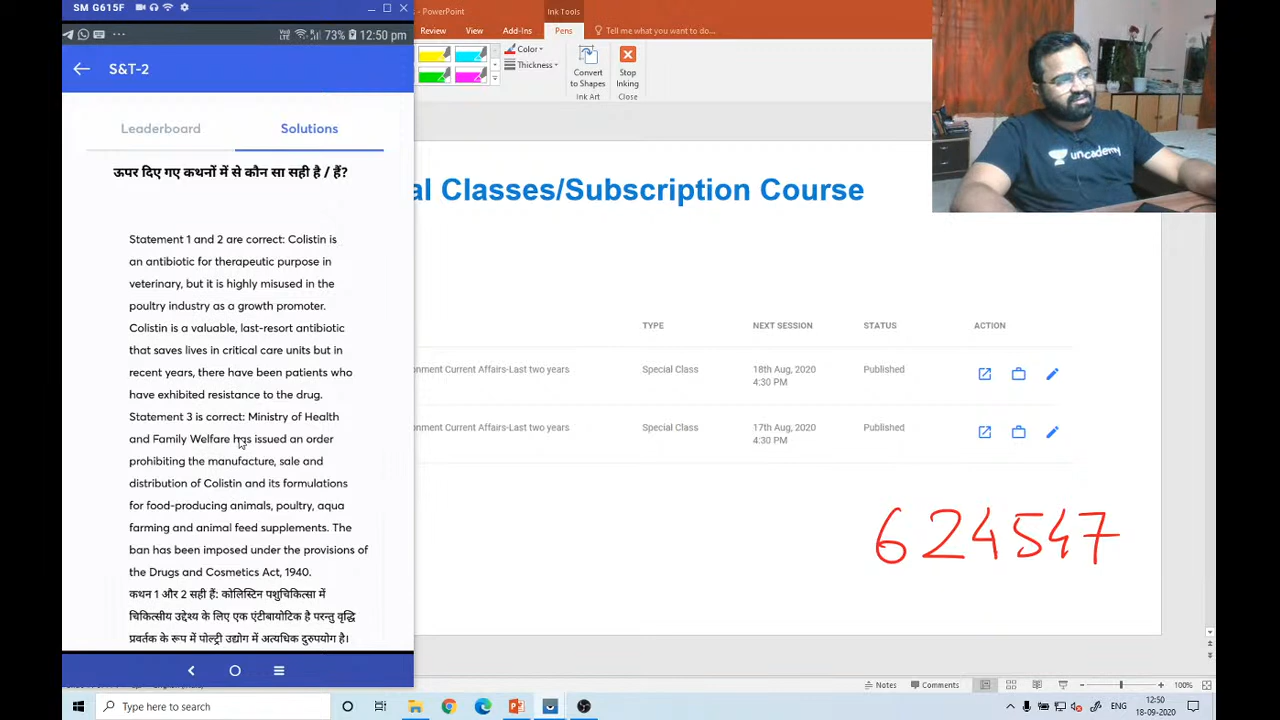 SM G615F
73% 12:50 pm
S&T-2
Leaderboard
Solutions
ऊपर दिए गए कथनों में से कौन सा सही है / हैं?
Statement 1 and 2 are correct: Colistin is
an antibiotic for therapeutic purpose in
veterinary, but it is highly misused in the
poultry industry as a growth promoter.
Colistin is a valuable, last-resort antibiotic
that saves lives in critical care units but in
recent years, there have been patients who
have exhibited resistance to the drug.
Statement 3 is correct: Ministry of Health
and Family Welfare has issued an order
prohibiting the manufacture, sale and
distribution of Colistin and its formulations
for food-producing animals, poultry, aqua
farming and animal feed supplements. The
ban has been imposed under the provisions of
the Drugs and Cosmetics Act, 1940.
कथन 1 और 2 सही हैं: कोलिस्टिन पशुचिकित्सा में
चिकित्सीय उद्देश्य के लिए एक एंटीबायोटिक है परन्तु वृद्धि
प्रवर्तक के रूप में पोल्ट्री उद्योग में अत्यधिक दुरुपयोग है।
- PowerPoint
Ink Tools
Review View Add-Ins Pens Tell me what you want to do...
Color
Thickness
Convert
to Shapes
Stop
Inking
Ink Art
Close
al Classes/Subscription Course
TYPE NEXT SESSION STATUS ACTION
onment Current Affairs-Last two years Special Class 18th Aug, 2020 Published
4:30 PM
onment Current Affairs-Last two years Special Class 17th Aug, 2020 Published
4:30 PM
624547
unacademy
Notes Comments 100%
Type here to search
12:50
18-09-2020